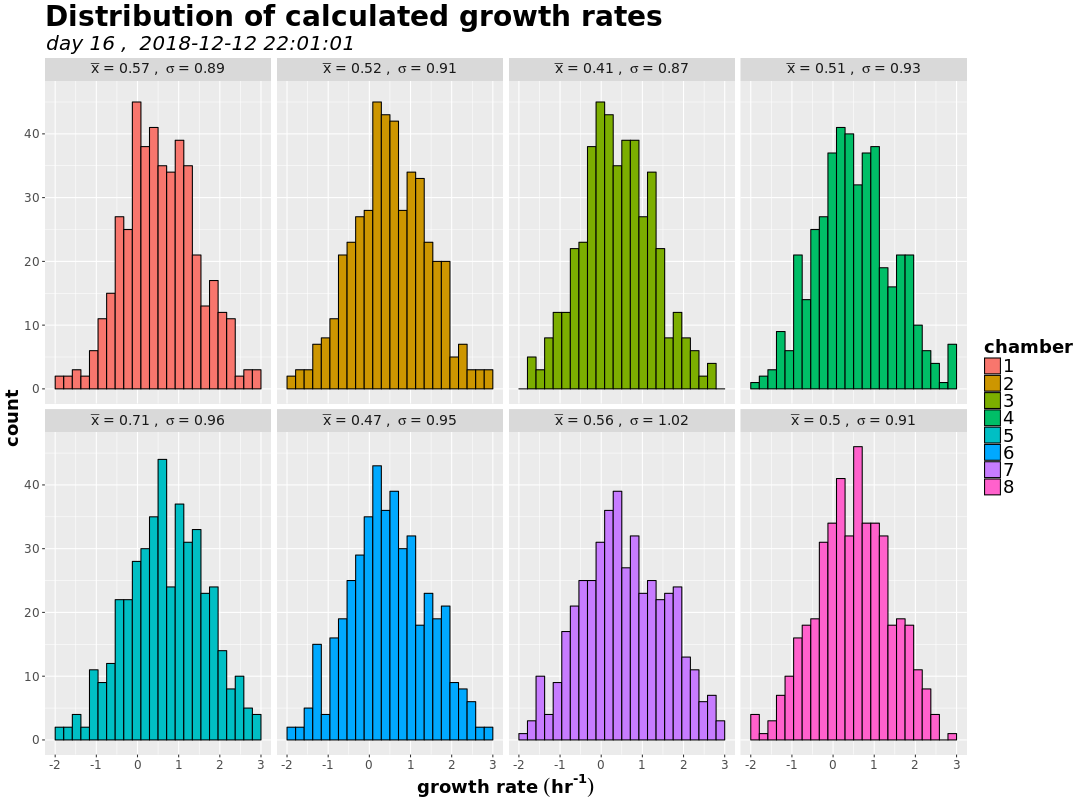 Distribution of calculated growth rates
day 16 ,  2018-12-12 22:01:01
x̅ = 0.57 ,  σ = 0.89
x̅ = 0.52 ,  σ = 0.91
x̅ = 0.41 ,  σ = 0.87
x̅ = 0.51 ,  σ = 0.93
40
30
20
10
0
x̅ = 0.71 ,  σ = 0.96
x̅ = 0.47 ,  σ = 0.95
x̅ = 0.56 ,  σ = 1.02
x̅ = 0.5 ,  σ = 0.91
40
30
20
10
0
-2 -1 0 1 2 3
-2 -1 0 1 2 3
-2 -1 0 1 2 3
-2 -1 0 1 2 3
count
growth rate (hr⁻¹)
chamber
1
2
3
4
5
6
7
8